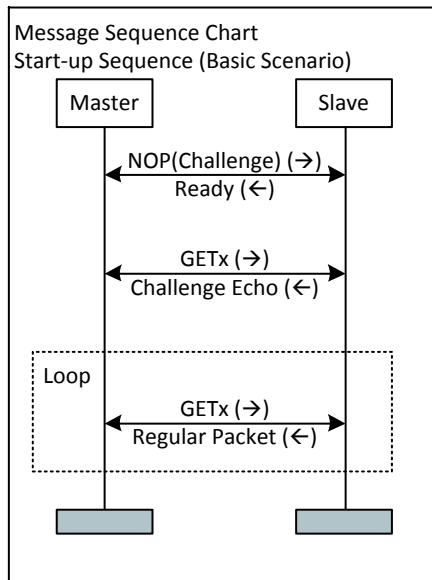 Message Sequence Chart
Start-up Sequence (Basic Scenario)
Master
Slave
NOP(Challenge) (→)
Ready (←)
GETx (→)
Challenge Echo (←)
Loop
GETx (→)
Regular Packet (←)